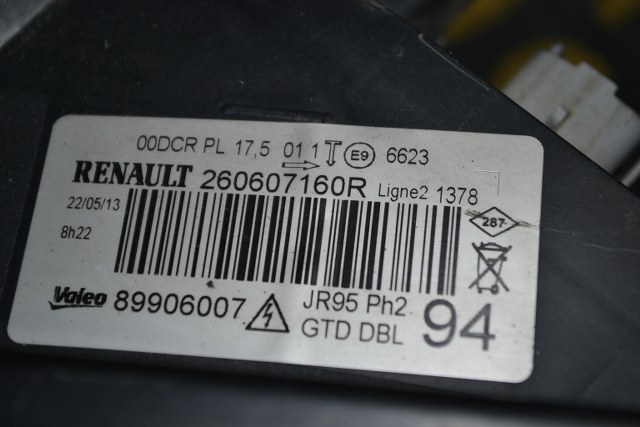 00DCR PL 17,5 01 1 E9 6623
RENAULT 260607160R Ligne2 1378
22/05/13
287
8h22
Valeo 89906007 JR95 Ph2 94
GTD DBL